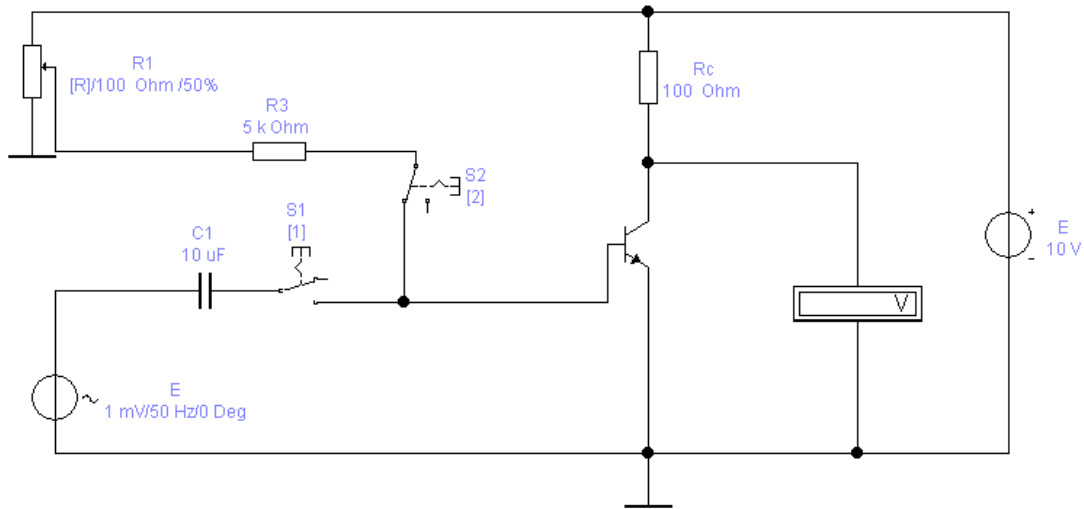 R1
[R]/100 Ohm /50%
Rc
100 Ohm
R3
5 k Ohm
S2
[2]
S1
[1]
C1
10 uF
E
10 V
+
-
V
E
1 mV/50 Hz/0 Deg